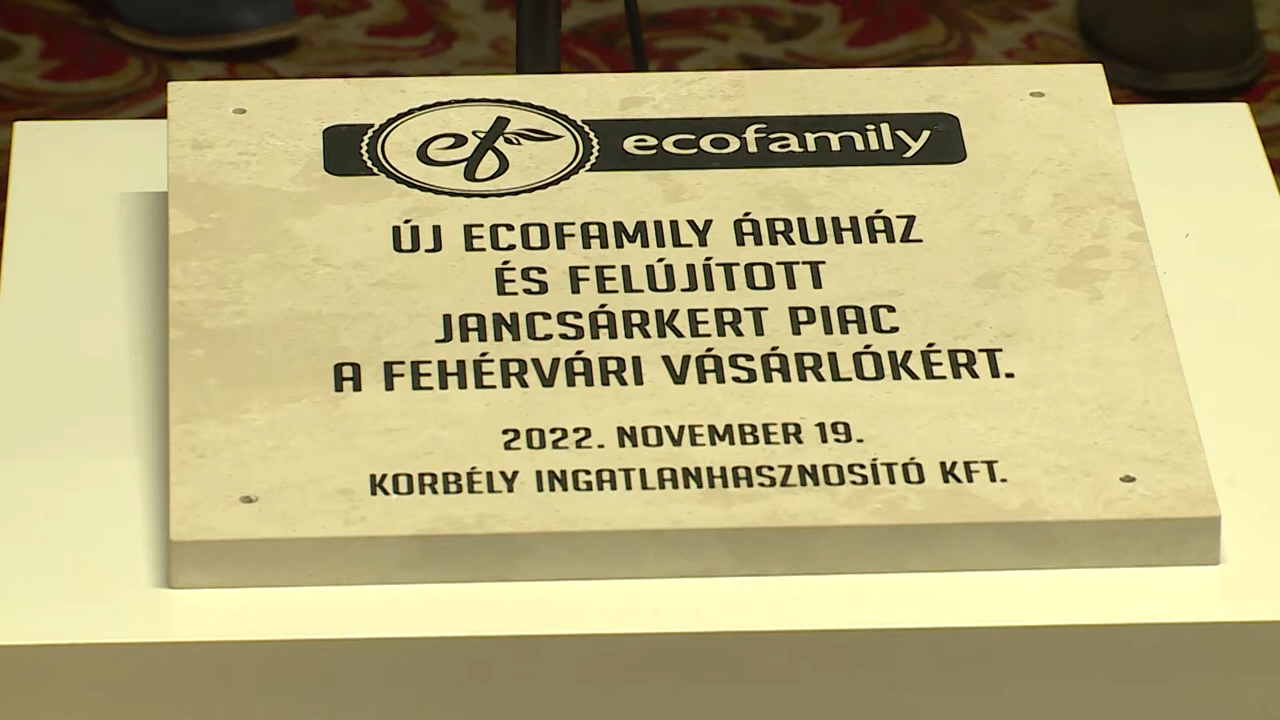 ef ecofamily
ÚJ ECOFAMILY ÁRUHÁZ
ÉS FELÚJÍTOTT
JANCSÁRKERT PIAC
A FEHÉRVÁRI VÁSÁRLÓKÉRT.
2022. NOVEMBER 19.
KORBÉLY INGATLANHASZNOSÍTÓ KFT.